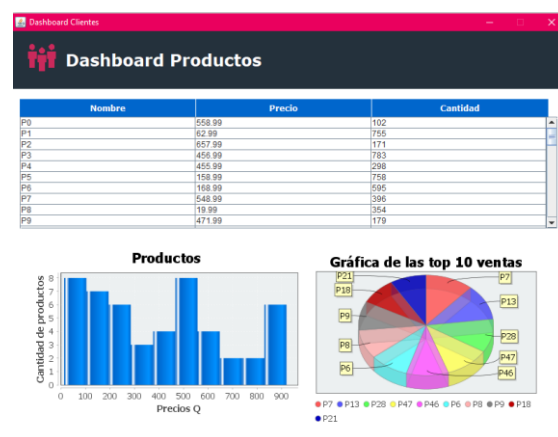 Dashboard Clientes
Dashboard Productos
Nombre Precio Cantidad
P0 558.99 102
P1 62.99 755
P2 657.99 171
P3 456.99 783
P4 455.99 298
P5 158.99 758
P6 168.99 595
P7 548.99 396
P8 19.99 354
P9 471.99 179
Productos
Cantidad de productos
8
7
6
5
4
3
2
1
0
0 100 200 300 400 500 600 700 800 900
Precios Q
Gráfica de las top 10 ventas
P21
P7
P18
P13
P9
P28
P8
P47
P6
P46
P7 P13 P28 P47 P46 P6 P8 P9 P18
P21